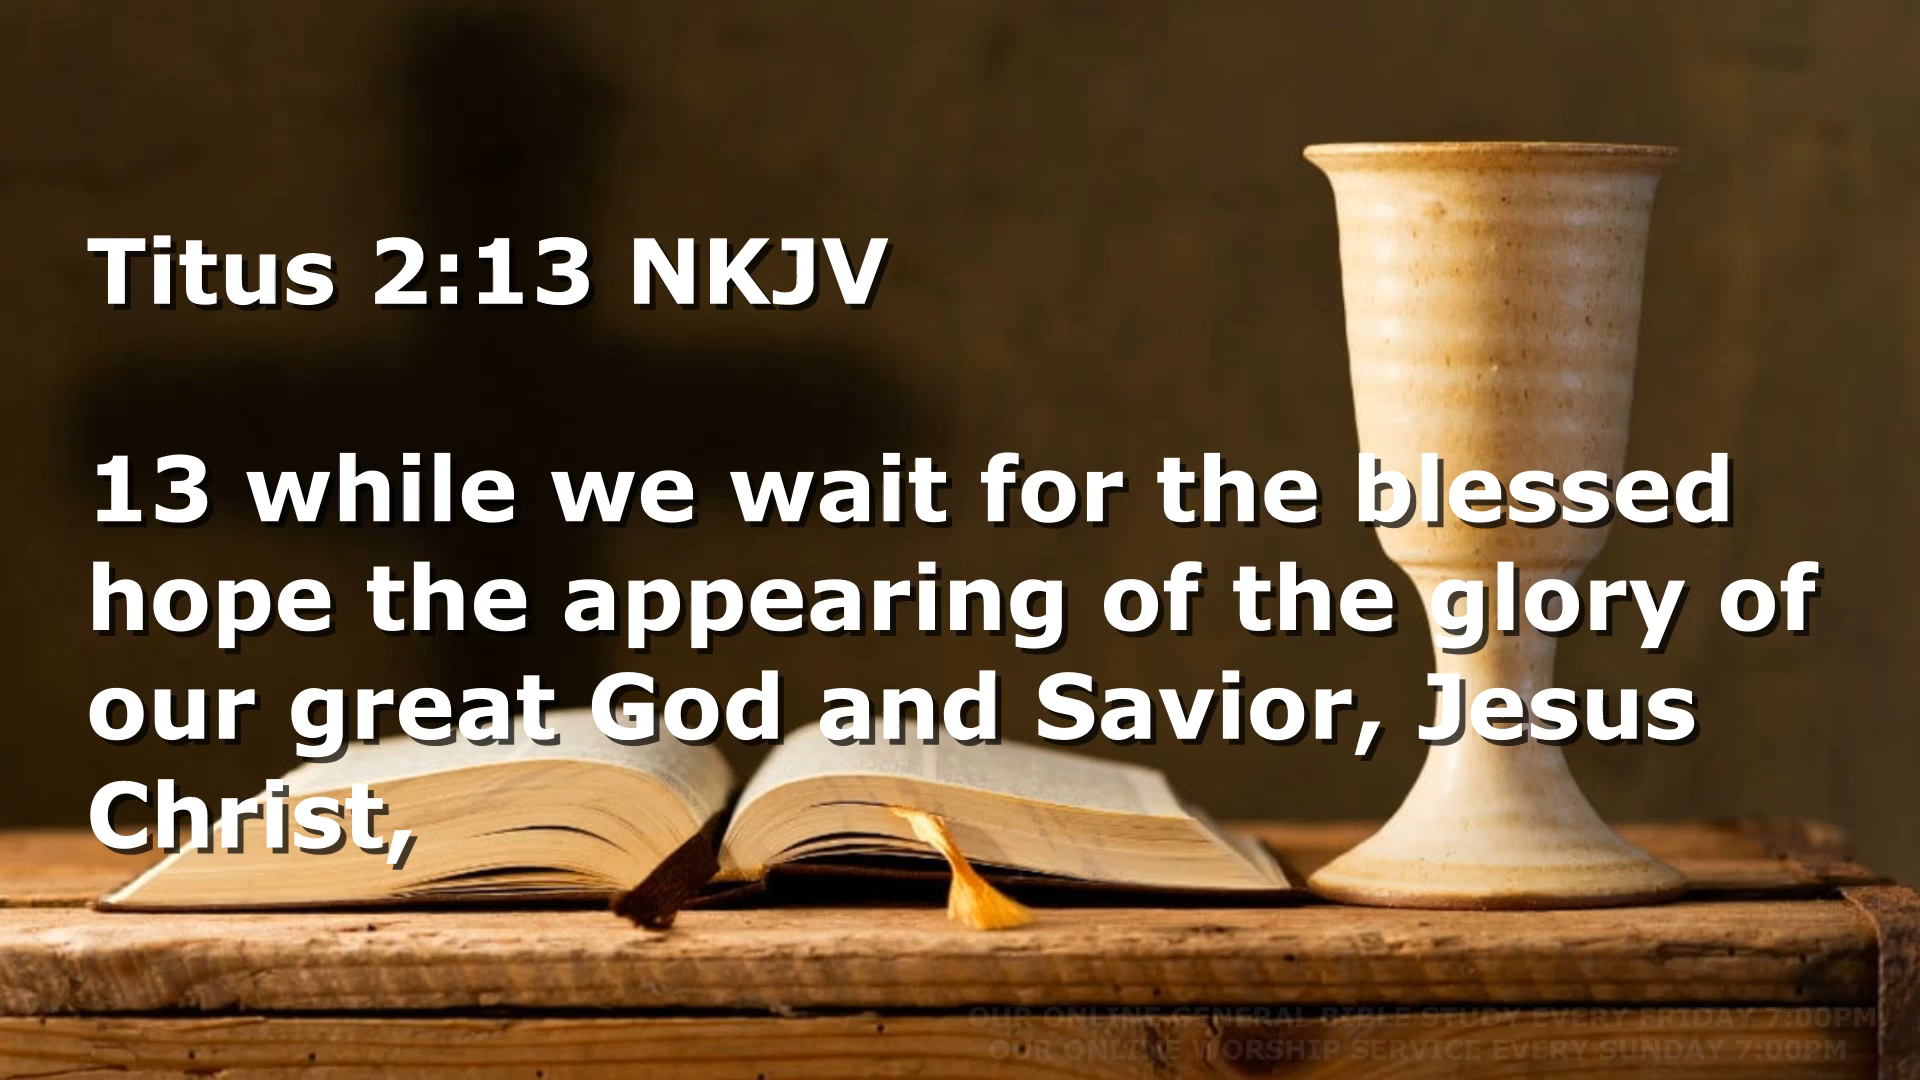 Titus 2:13 NKJV
13 while we wait for the blessed
hope the appearing of the glory of
our great God and Savior, Jesus
Christ,
OUR ONLINE GENERAL BIBLE STUDY EVERY FRIDAY 7:00PM
OUR ONLINE WORSHIP SERVICE EVERY SUNDAY 7:00PM